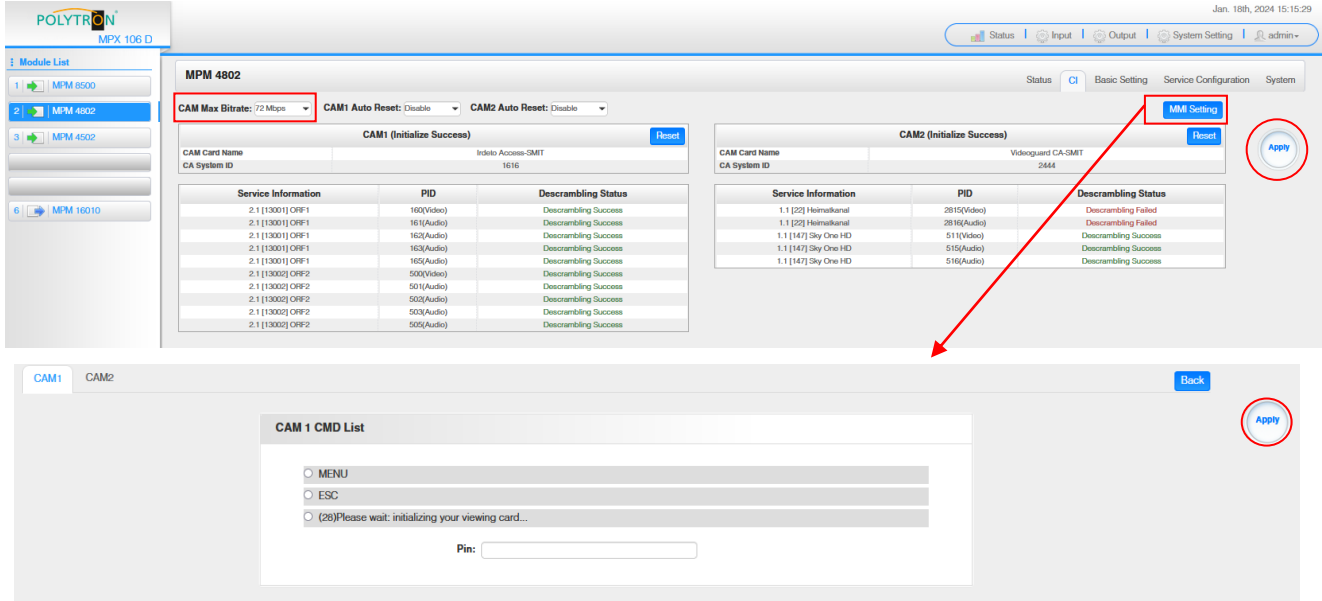 Jan. 18th, 2024 15:15:29
POLYTRON
MPX 106 D
Status | Input | Output | System Setting | admin
Module List
1 MPM 8500
2 MPM 4802
3 MPM 4502
6 MPM 16010
MPM 4802
Status CI Basic Setting Service Configuration System
CAM Max Bitrate: 72 Mbps CAM1 Auto Reset: Disable CAM2 Auto Reset: Disable
MMI Setting
CAM1 (Initialize Success) Reset
CAM Card Name Irdeto Access-SMIT
CA System ID 1616
Service Information PID Descrambling Status
2.1 [13001] ORF1 160(Video) Descrambling Success
2.1 [13001] ORF1 161(Audio) Descrambling Success
2.1 [13001] ORF1 162(Audio) Descrambling Success
2.1 [13001] ORF1 163(Audio) Descrambling Success
2.1 [13001] ORF1 165(Audio) Descrambling Success
2.1 [13002] ORF2 500(Video) Descrambling Success
2.1 [13002] ORF2 501(Audio) Descrambling Success
2.1 [13002] ORF2 502(Audio) Descrambling Success
2.1 [13002] ORF2 503(Audio) Descrambling Success
2.1 [13002] ORF2 505(Audio) Descrambling Success
CAM2 (Initialize Success) Reset
CAM Card Name Videoguard CA-SMIT
CA System ID 2444
Service Information PID Descrambling Status
1.1 [22] Heimatkanal 2815(Video) Descrambling Failed
1.1 [22] Heimatkanal 2816(Audio) Descrambling Failed
1.1 [147] Sky One HD 511(Video) Descrambling Success
1.1 [147] Sky One HD 515(Audio) Descrambling Success
1.1 [147] Sky One HD 516(Audio) Descrambling Success
Apply
CAM1 CAM2
Back
Apply
CAM 1 CMD List
MENU
ESC
(28)Please wait: initializing your viewing card...
Pin: